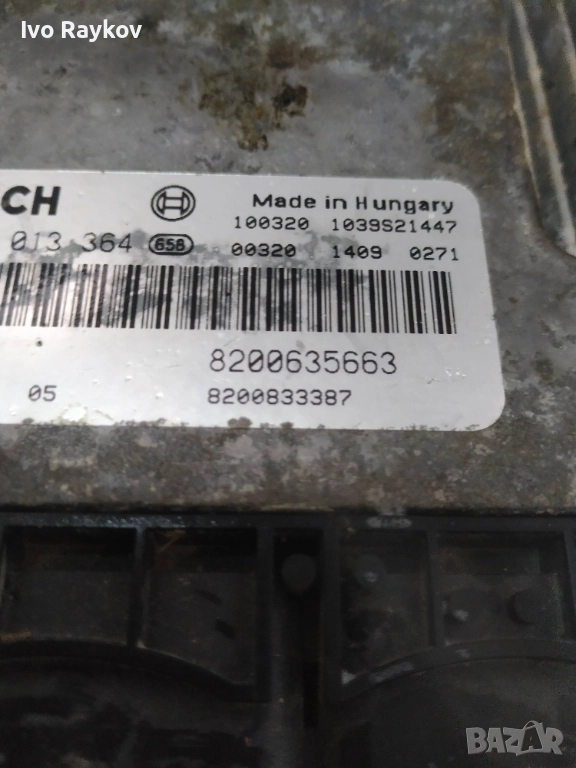 Ivo Raykov
CH
Made in Hungary
100320 1039S21447
013 364 658 00320 1409 0271
8200635663
05 8200833387
BAZAR